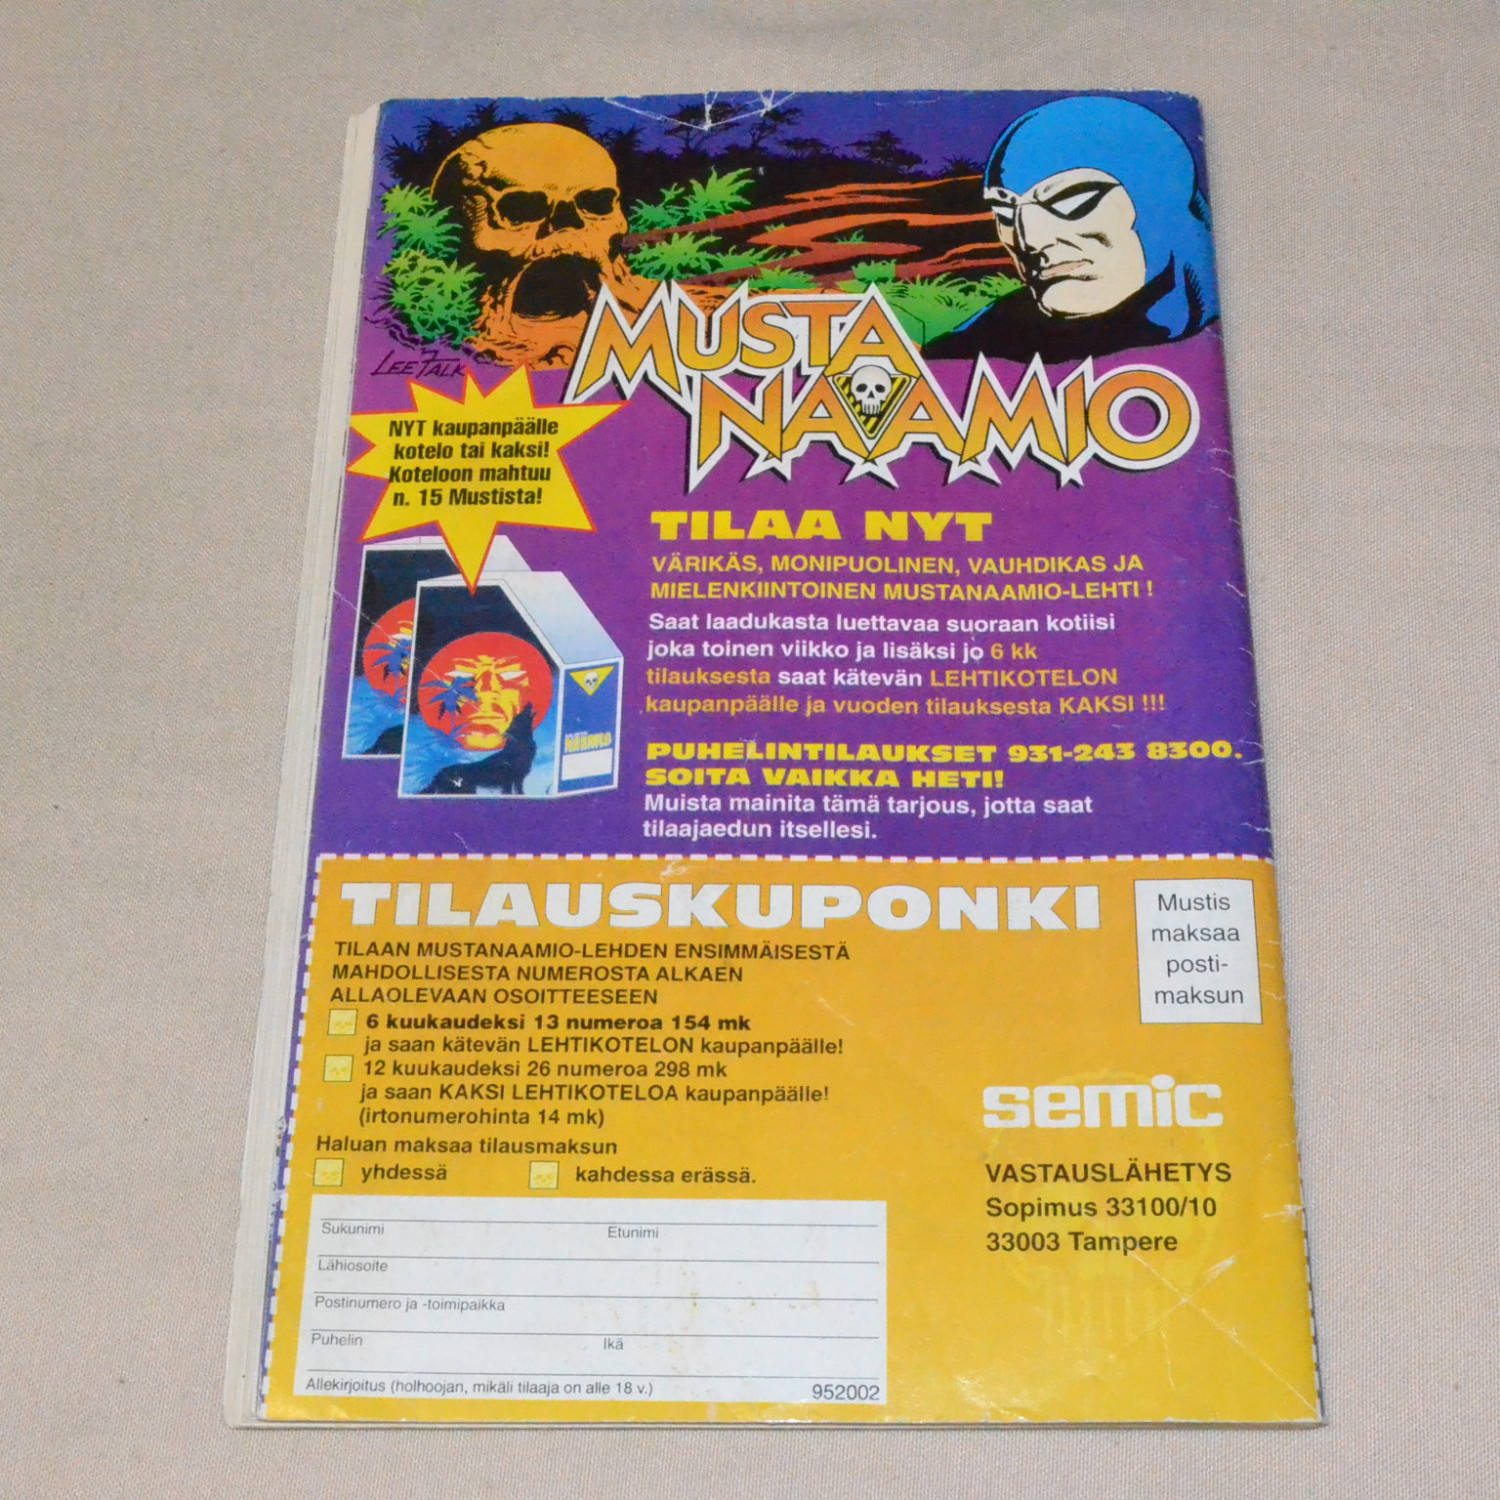 LEE FALK
MUSTA
NAAMIO
NYT kaupanpäälle
kotelo tai kaksi!
Koteloon mahtuu
n. 15 Mustista!
TILAA NYT
VÄRIKÄS, MONIPUOLINEN, VAUHDIKAS JA
MIELENKIINTOINEN MUSTANAAMIO-LEHTI !
Saat laadukasta luettavaa suoraan kotiisi
joka toinen viikko ja lisäksi jo 6 kk
tilauksesta saat kätevän LEHTIKOTELON
kaupanpäälle ja vuoden tilauksesta KAKSI !!!
PUHELINTILAUKSET 931-243 8300.
SOITA VAIKKA HETI!
Muista mainita tämä tarjous, jotta saat
tilaajaedun itsellesi.
TILAUSKUPONKI
Mustis
maksaa
posti-
maksun
TILAAN MUSTANAAMIO-LEHDEN ENSIMMÄISESTÄ
MAHDOLLISESTA NUMEROSTA ALKAEN
ALLAOLEVAAN OSOITTEESEEN
6 kuukaudeksi 13 numeroa 154 mk
ja saan kätevän LEHTIKOTELON kaupanpäälle!
12 kuukaudeksi 26 numeroa 298 mk
ja saan KAKSI LEHTIKOTELOA kaupanpäälle!
(irtonumerohinta 14 mk)
Haluan maksaa tilausmaksun
yhdessä kahdessa erässä.
semic
VASTAUSLÄHETYS
Sopimus 33100/10
33003 Tampere
Sukunimi Etunimi
Lähiosoite
Postinumero ja -toimipaikka
Puhelin Ikä
Allekirjoitus (holhoojan, mikäli tilaaja on alle 18 v.) 952002